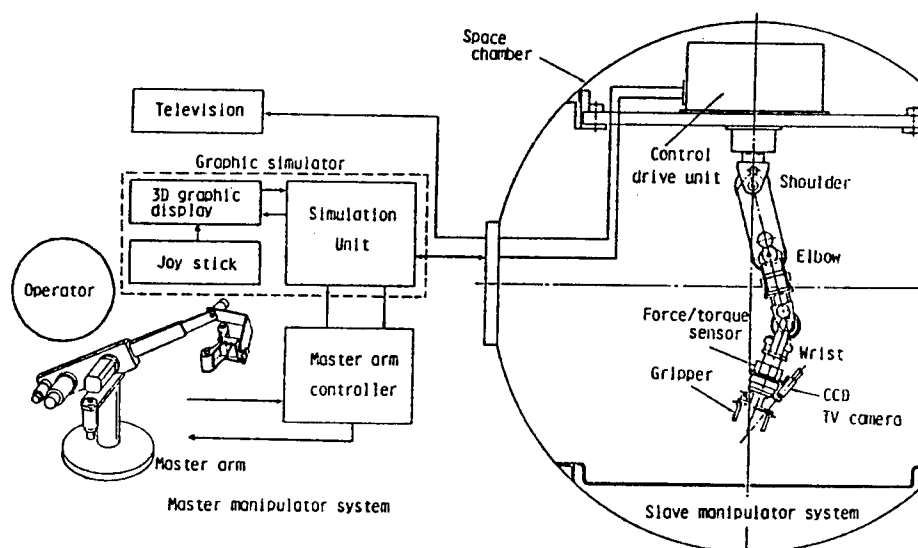 Space
chamber
Television
Graphic simulator
3D graphic
display
Simulation
Unit
Joy stick
Operator
Master arm
controller
Master arm
Master manipulator system
Control
drive unit
Shoulder
Elbow
Force/torque
sensor
Wrist
Gripper
CCD
TV camera
Slave manipulator system